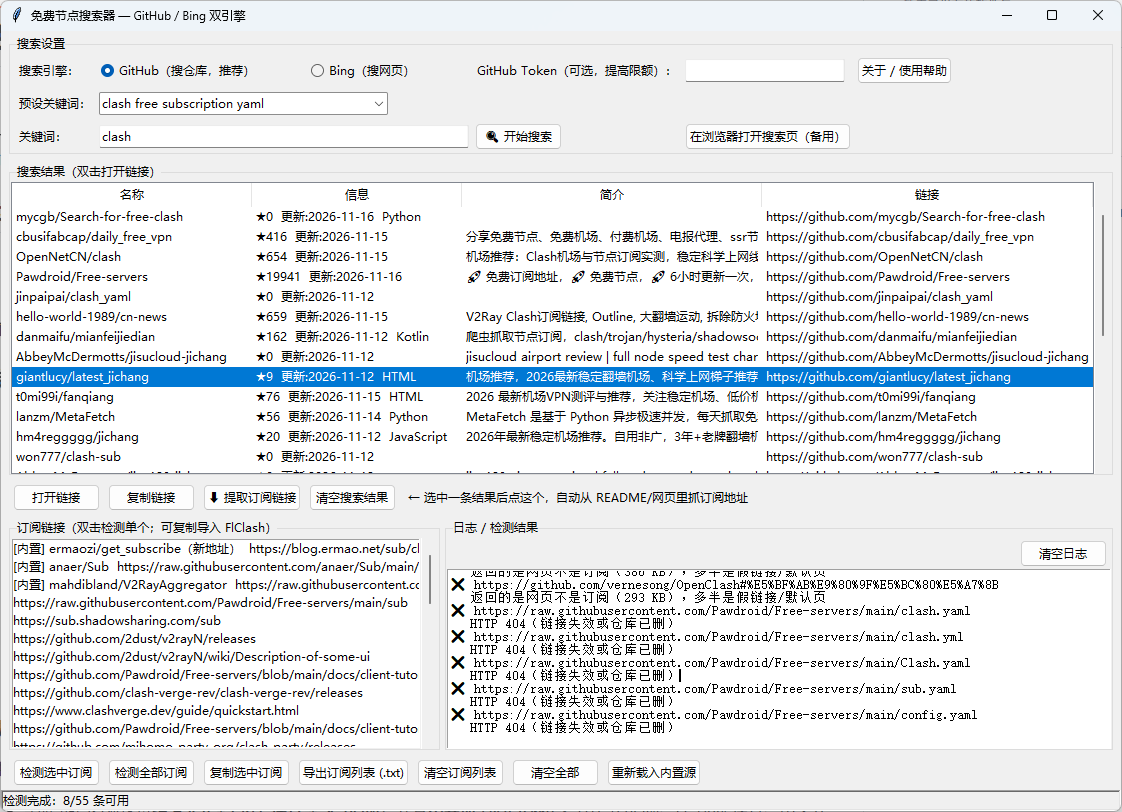 免费节点搜索器 — GitHub / Bing 双引擎
搜索设置
搜索引擎: GitHub（搜仓库，推荐） Bing（搜网页） GitHub Token（可选，提高限额）: 关于 / 使用帮助
预设关键词: clash free subscription yaml
关键词: clash 开始搜索 在浏览器打开搜索页（备用）
搜索结果（双击打开链接）
名称 信息 简介 链接
mycgb/Search-for-free-clash ★0 更新:2026-11-16 Python https://github.com/mycgb/Search-for-free-clash
cbusifabcap/daily_free_vpn ★416 更新:2026-11-15 分享免费节点、免费机场、付费机场、电报代理、ssr节 https://github.com/cbusifabcap/daily_free_vpn
OpenNetCN/clash ★654 更新:2026-11-15 机场推荐：Clash机场与节点订阅实测，稳定科学上网线 https://github.com/OpenNetCN/clash
Pawdroid/Free-servers ★19941 更新:2026-11-16 🚀 免费订阅地址，🚀 免费节点，🚀 6小时更新一次， https://github.com/Pawdroid/Free-servers
jinpaipai/clash_yaml ★0 更新:2026-11-12 https://github.com/jinpaipai/clash_yaml
hello-world-1989/cn-news ★659 更新:2026-11-15 V2Ray Clash订阅链接, Outline, 大翻墙运动, 拆除防火 https://github.com/hello-world-1989/cn-news
danmaifu/mianfeijiedian ★162 更新:2026-11-12 Kotlin 爬虫抓取节点订阅，clash/trojan/hysteria/shadowsoc https://github.com/danmaifu/mianfeijiedian
AbbeyMcDermotts/jisucloud-jichang ★0 更新:2026-11-12 jisucloud airport review | full node speed test char https://github.com/AbbeyMcDermotts/jisucloud-jichang
giantlucy/latest_jichang ★9 更新:2026-11-12 HTML 机场推荐，2026最新稳定翻墙机场、科学上网梯子推荐 https://github.com/giantlucy/latest_jichang
t0mi99i/fanqiang ★76 更新:2026-11-15 HTML 2026 最新机场VPN测评与推荐，关注稳定机场、低价机 https://github.com/t0mi99i/fanqiang
lanzm/MetaFetch ★56 更新:2026-11-14 Python MetaFetch 是基于 Python 异步极速并发，每天抓取免 https://github.com/lanzm/MetaFetch
hm4reggggg/jichang ★20 更新:2026-11-12 JavaScript 2026年最新稳定机场推荐。自用非广，3年+老牌翻墙机 https://github.com/hm4reggggg/jichang
won777/clash-sub ★0 更新:2026-11-12 https://github.com/won777/clash-sub
打开链接 复制链接 ⬇ 提取订阅链接 清空搜索结果 ← 选中一条结果后点这个，自动从 README/网页里抓订阅地址
订阅链接（双击检测单个；可复制导入 FlClash）
[内置] ermaozi/get_subscribe（新地址） https://blog.ermao.net/sub/cl
[内置] anaer/Sub https://raw.githubusercontent.com/anaer/Sub/main/
[内置] mahdibland/V2RayAggregator https://raw.githubusercontent.cc
https://raw.githubusercontent.com/Pawdroid/Free-servers/main/sub
https://sub.shadowsharing.com/sub
https://github.com/2dust/v2rayN/releases
https://github.com/2dust/v2rayN/wiki/Description-of-some-ui
https://github.com/Pawdroid/Free-servers/blob/main/docs/client-tuto
https://github.com/clash-verge-rev/clash-verge-rev/releases
https://www.clashverge.dev/guide/quickstart.html
https://github.com/Pawdroid/Free-servers/blob/main/docs/client-tuto
https://github.com/mihomo-party-org/clash-party/releases
日志 / 检测结果
清空日志
返回的是网页不是订阅（380 KB），多半是假链接/默认页
❌ https://github.com/vernesong/OpenClash#%E5%BF%AB%E9%80%9F%E5%BC%80%E5%A7%8B
返回的是网页不是订阅（293 KB），多半是假链接/默认页
❌ https://raw.githubusercontent.com/Pawdroid/Free-servers/main/clash.yaml
HTTP 404（链接失效或仓库已删）
❌ https://raw.githubusercontent.com/Pawdroid/Free-servers/main/clash.yml
HTTP 404（链接失效或仓库已删）
❌ https://raw.githubusercontent.com/Pawdroid/Free-servers/main/Clash.yaml
HTTP 404（链接失效或仓库已删）
❌ https://raw.githubusercontent.com/Pawdroid/Free-servers/main/sub.yaml
HTTP 404（链接失效或仓库已删）
❌ https://raw.githubusercontent.com/Pawdroid/Free-servers/main/config.yaml
HTTP 404（链接失效或仓库已删）
检测选中订阅 检测全部订阅 复制选中订阅 导出订阅列表 (.txt) 清空订阅列表 清空全部 重新载入内置源
检测完成：8/55 条可用